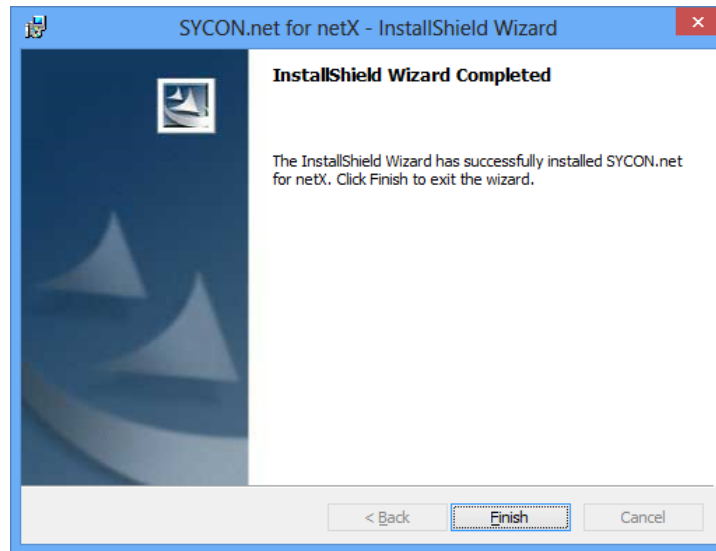 SYCON.net for netX - InstallShield Wizard
InstallShield Wizard Completed
The InstallShield Wizard has successfully installed SYCON.net
for netX. Click Finish to exit the wizard.
< Back Finish Cancel